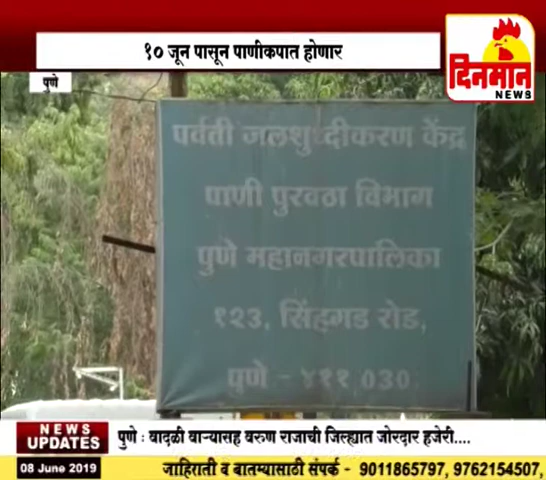 १० जून पासून पाणीकपात होणार
दिनमान
NEWS
पुणे
पर्वती जलशुध्दीकरण केंद्र
पाणी पुरवठा विभाग
पुणे महानगरपालिका
१२३, सिंहगड रोड,
पुणे - ४११ 030.
NEWS
UPDATES
पुणे : वादळी वाऱ्यासह वरुण राजाची जिल्ह्यात जोरदार हजेरी....
08 June 2019
जाहिराती व बातम्यासाठी संपर्क - 9011865797, 9762154507,